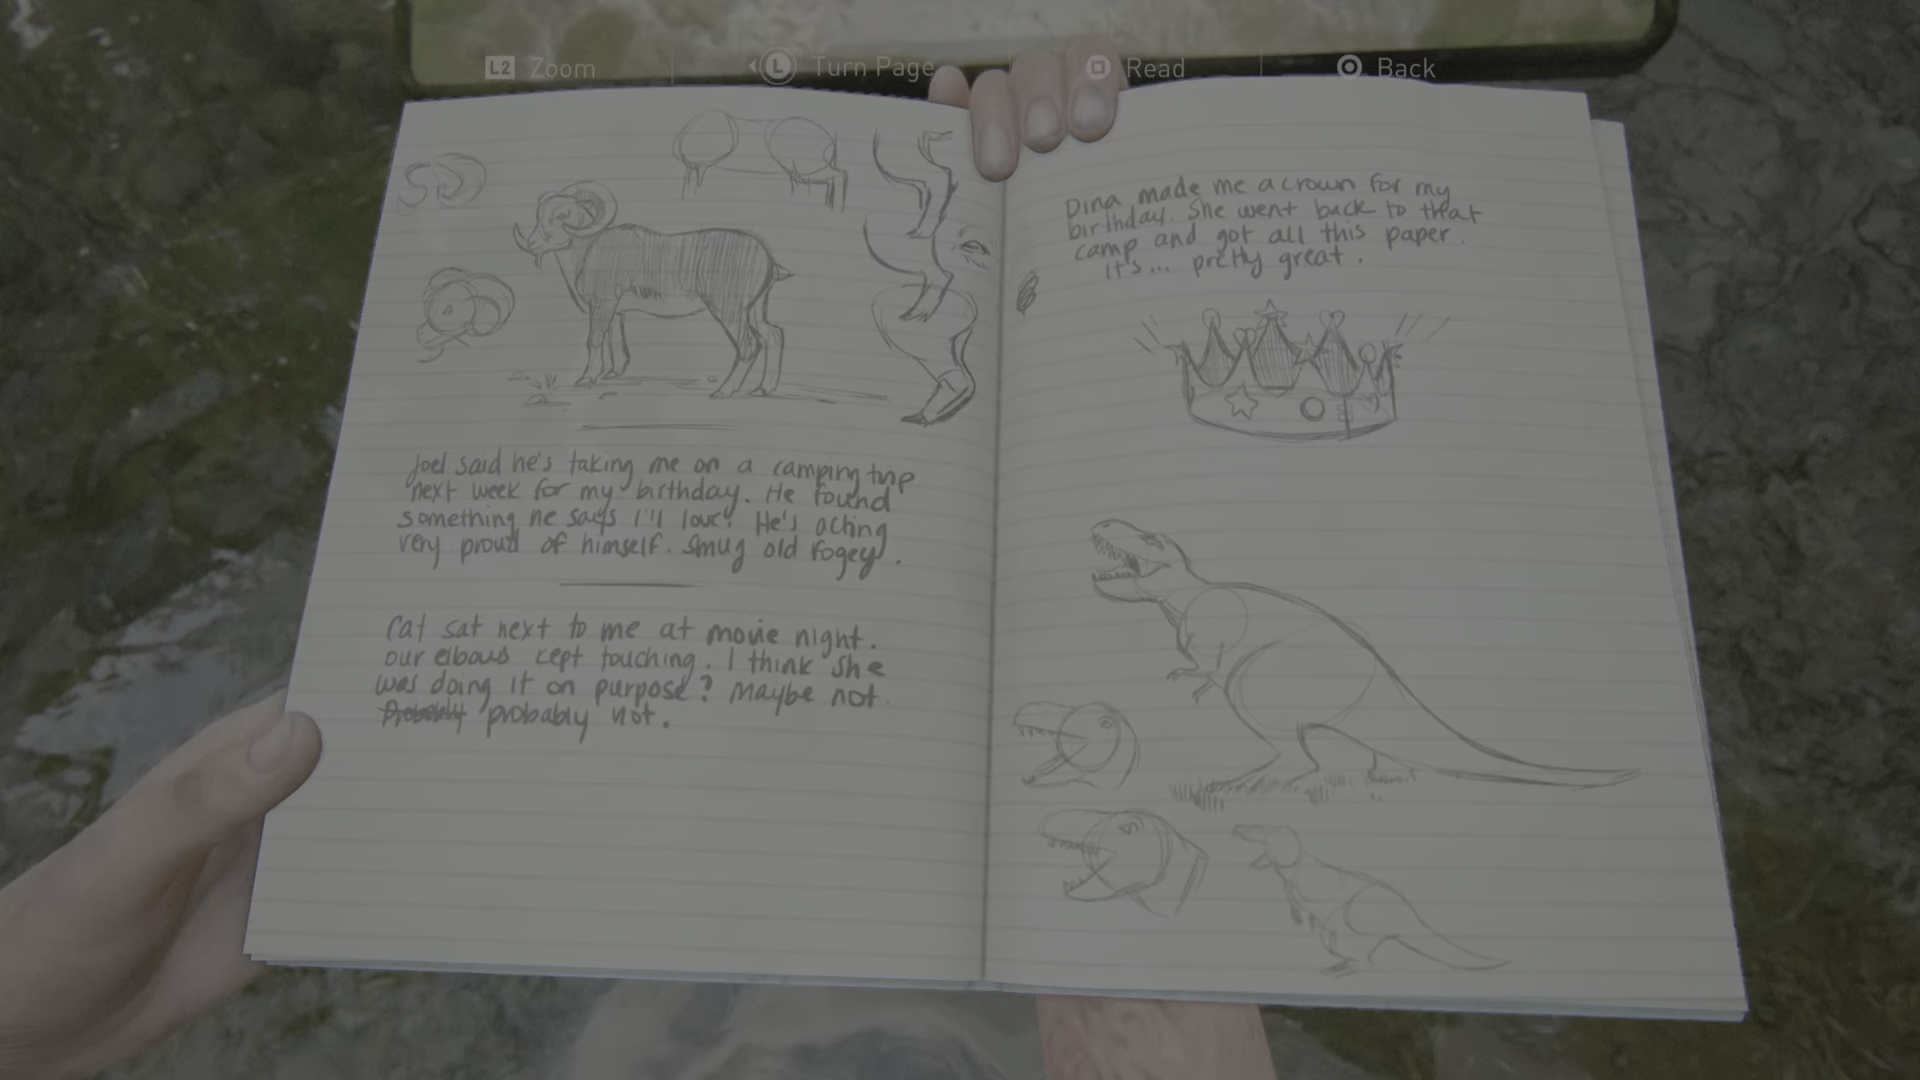 L2 Zoom
L Turn Page
Read
Back
Joel said he's taking me on a camping trip
next week for my birthday. He found
something he says I'll love. He's acting
very proud of himself. Smug old fogey.
Cat sat next to me at movie night.
our elbows kept touching. I think she
was doing it on purpose? Maybe not.
Probably probably not.
Dina made me a crown for my
birthday. She went back to that
camp and got all this paper.
It's... pretty great.